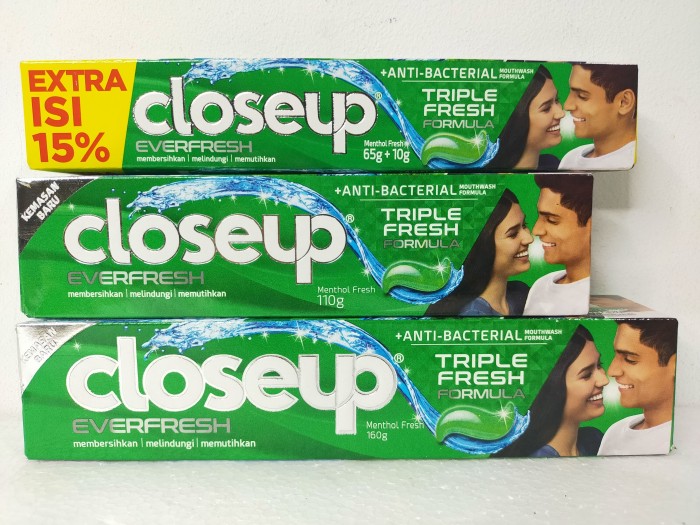 EXTRA
ISI
15%
closeup®
EVERFRESH
membersihkan | melindungi | memutihkan
Menthol Fresh
65g + 10g
+ANTI-BACTERIAL MOUTHWASH FORMULA
TRIPLE
FRESH
FORMULA
KEMASAN
BARU
closeup®
EVERFRESH
membersihkan | melindungi | memutihkan
Menthol Fresh
110g
+ANTI-BACTERIAL MOUTHWASH FORMULA
TRIPLE
FRESH
FORMULA
KEMASAN
BARU
closeup®
EVERFRESH
membersihkan | melindungi | memutihkan
Menthol Fresh
160g
+ANTI-BACTERIAL MOUTHWASH FORMULA
TRIPLE
FRESH
FORMULA